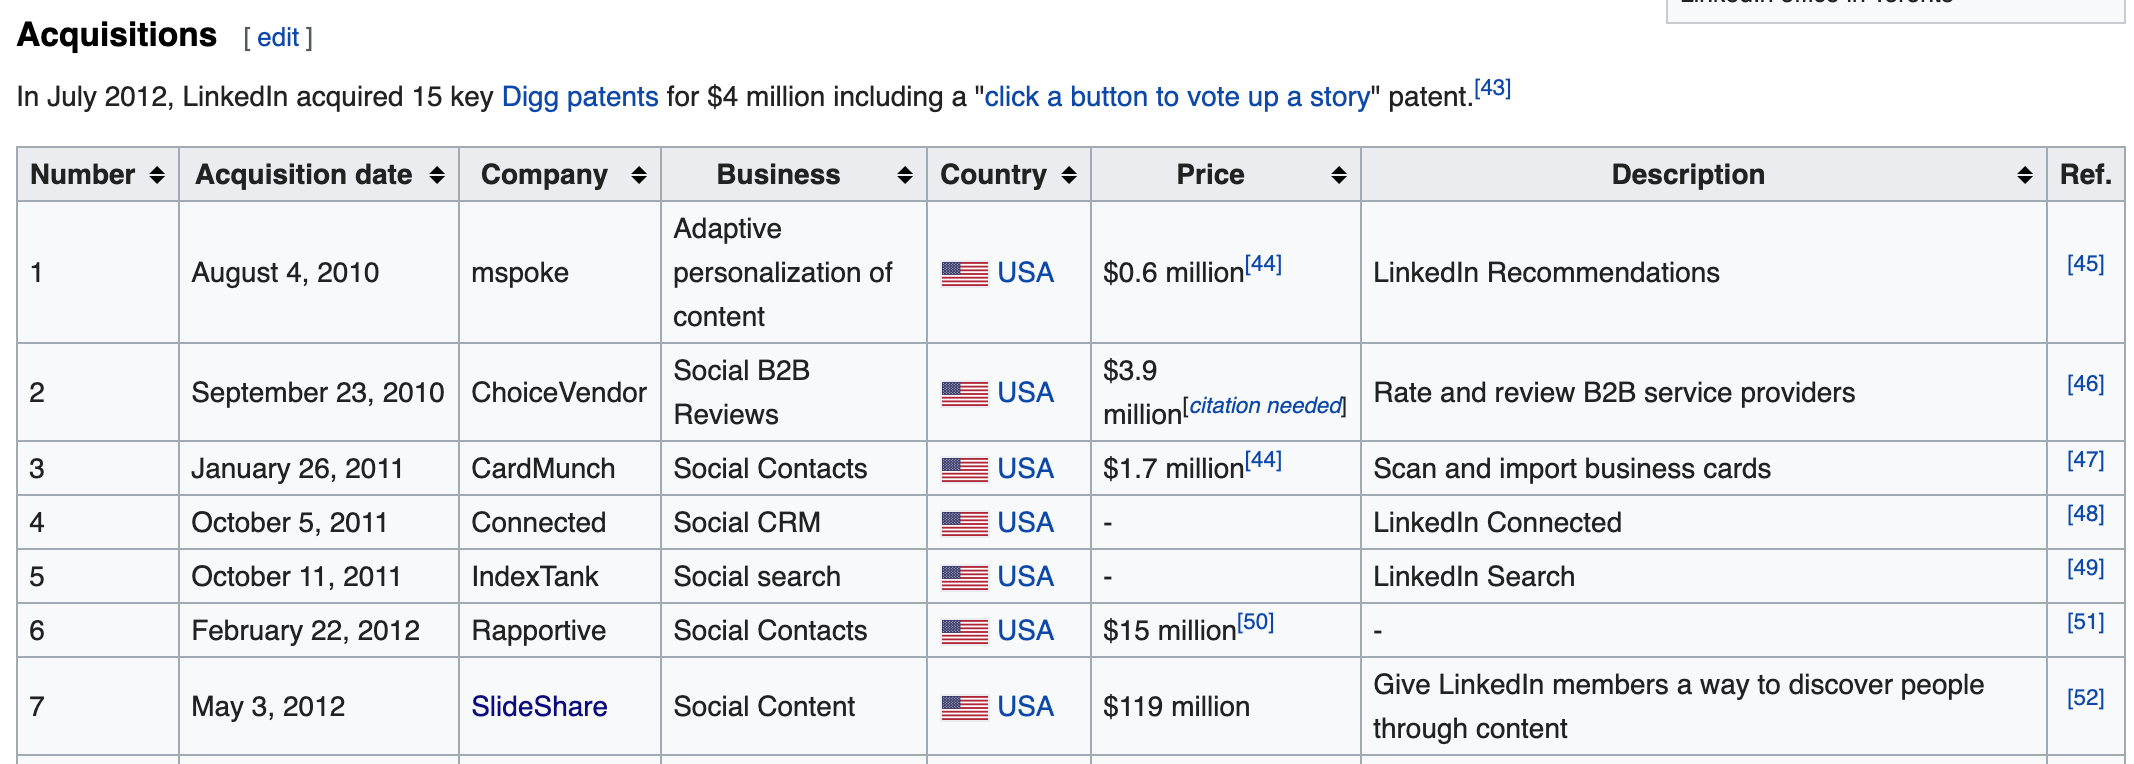 LinkedIn office in Toronto
Acquisitions [ edit ]
In July 2012, LinkedIn acquired 15 key Digg patents for $4 million including a "click a button to vote up a story" patent.[43]
Number Acquisition date Company Business Country Price Description Ref.
1 August 4, 2010 mspoke Adaptive personalization of content USA $0.6 million[44] LinkedIn Recommendations [45]
2 September 23, 2010 ChoiceVendor Social B2B Reviews USA $3.9 million[citation needed] Rate and review B2B service providers [46]
3 January 26, 2011 CardMunch Social Contacts USA $1.7 million[44] Scan and import business cards [47]
4 October 5, 2011 Connected Social CRM USA - LinkedIn Connected [48]
5 October 11, 2011 IndexTank Social search USA - LinkedIn Search [49]
6 February 22, 2012 Rapportive Social Contacts USA $15 million[50] - [51]
7 May 3, 2012 SlideShare Social Content USA $119 million Give LinkedIn members a way to discover people through content [52]